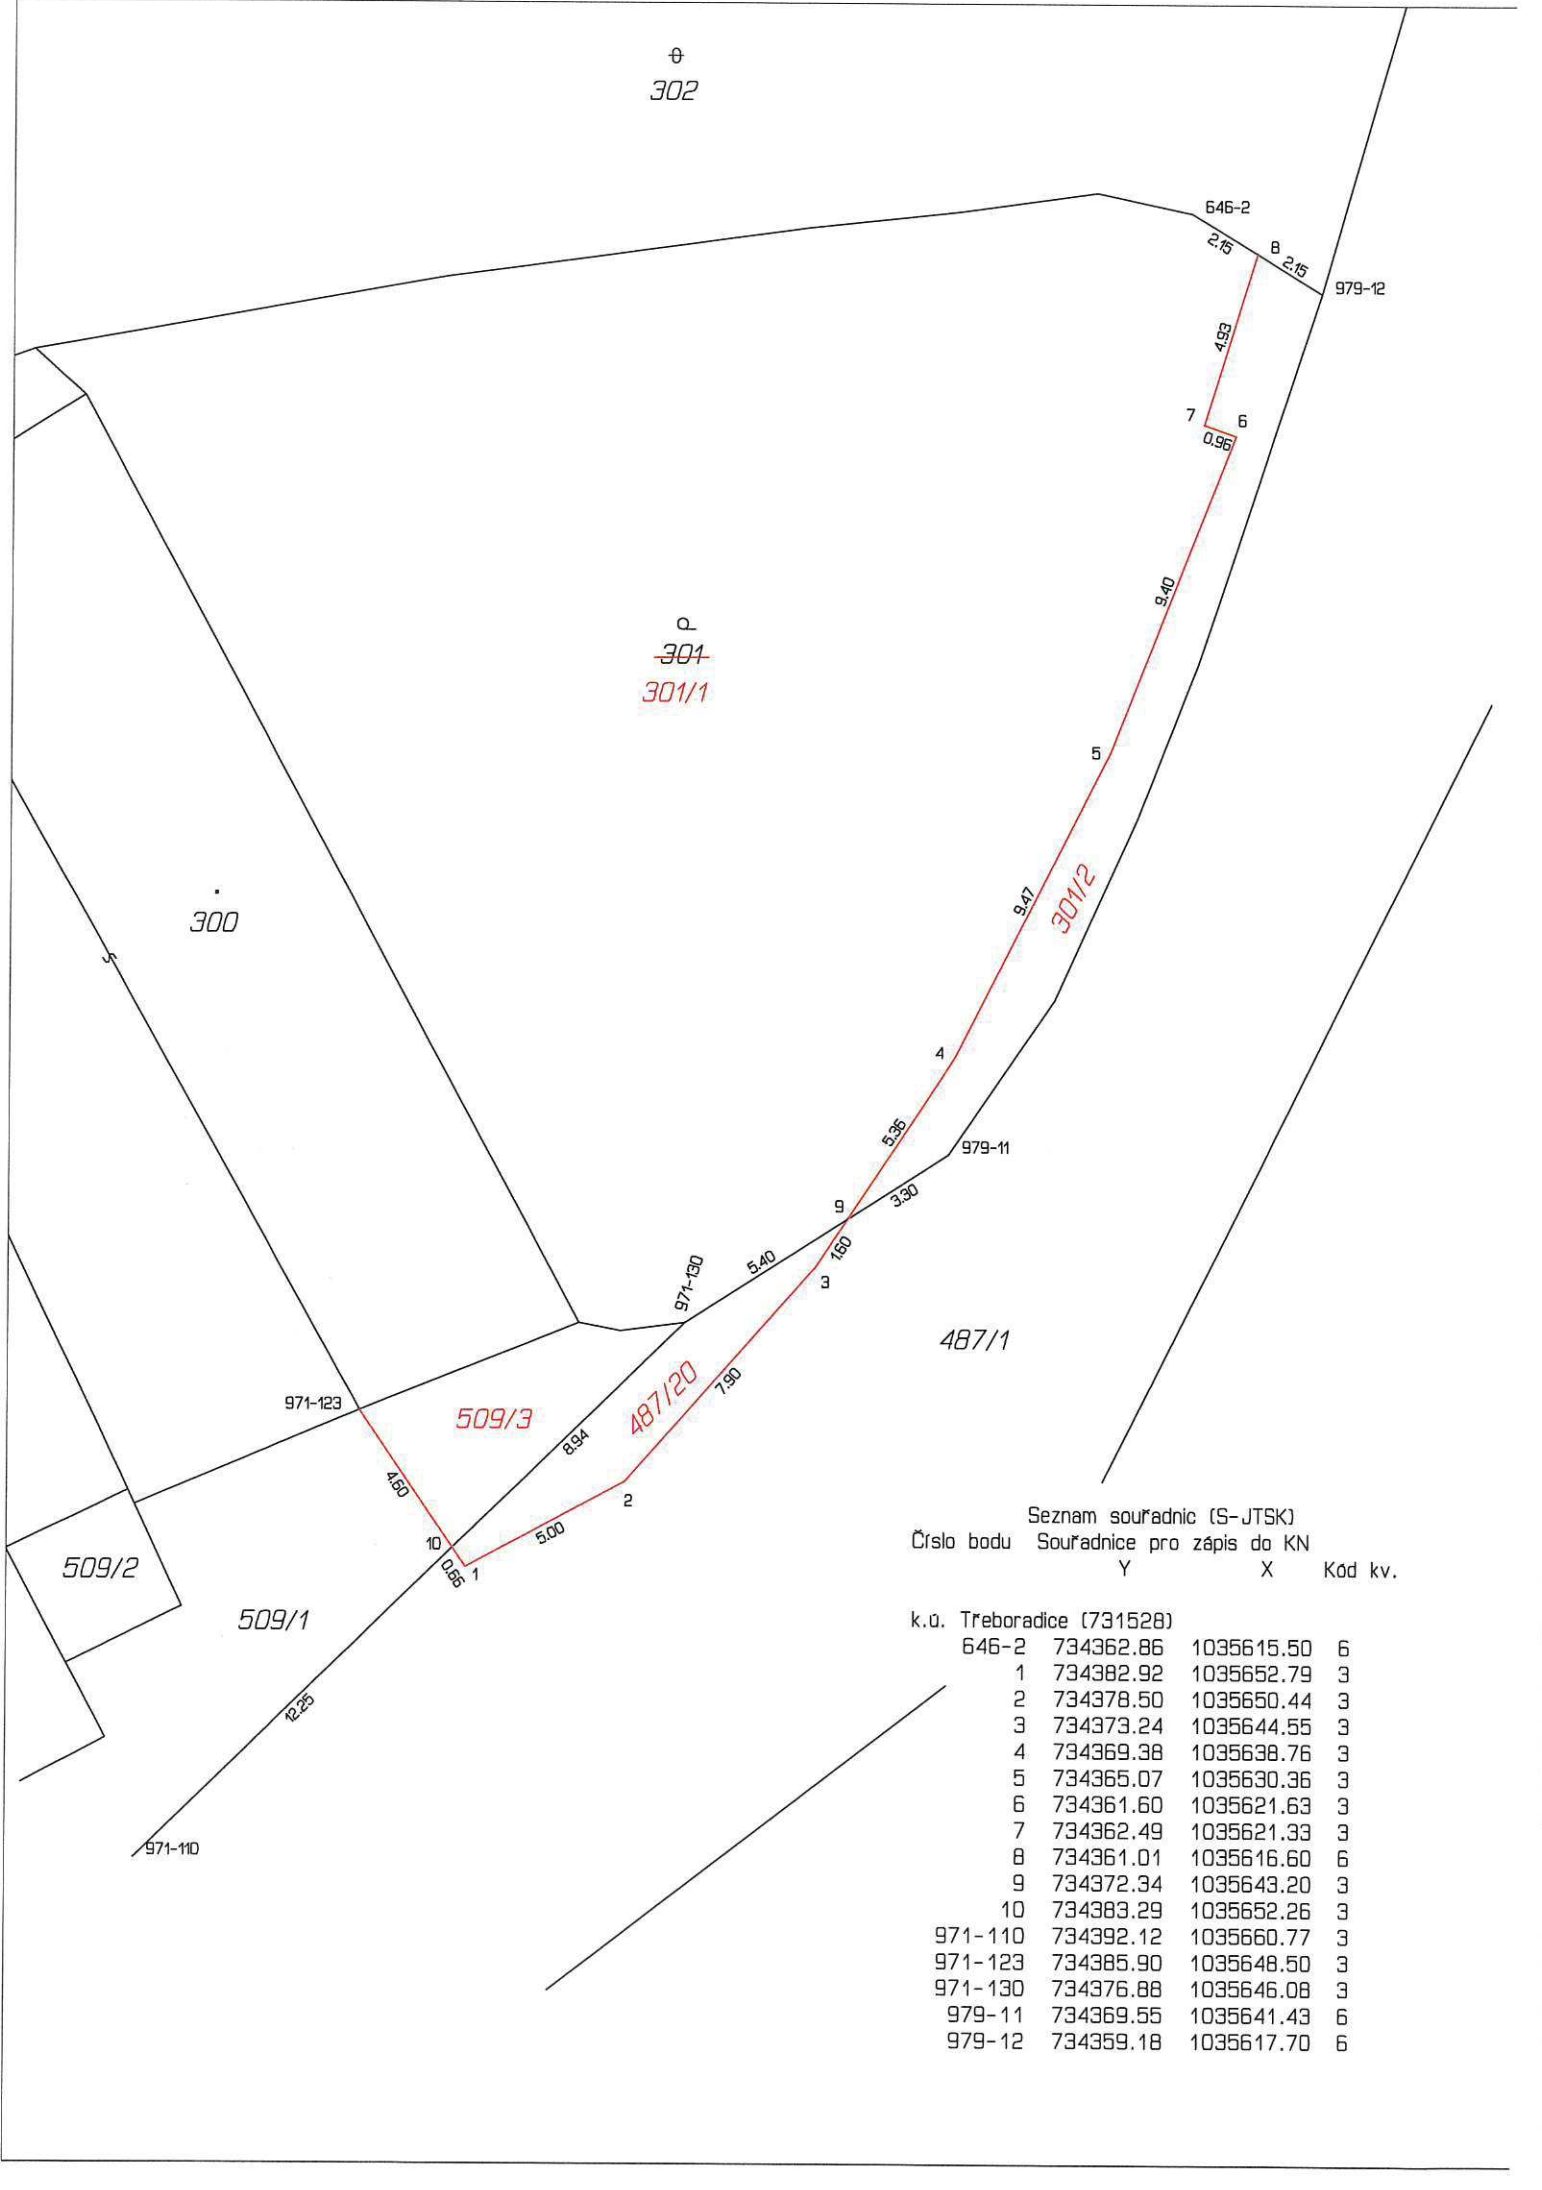 302
646-2
2.15
8
2.15
979-12
4.93
7
6
0.96
9.40
301
301/1
5
300
9.47
301/2
4
5.36
979-11
9
3.30
1.60
5.40
3
971-130
487/1
7.90
487/20
971-123
509/3
8.94
4.60
2
5.00
10
0.66
1
509/2
509/1
12.25
971-110
Seznam souřadnic (S-JTSK)
Číslo bodu Souřadnice pro zápis do KN
Y X Kód kv.
k.ú. Třeboradice (731528)
646-2 734362.86 1035615.50 6
1 734382.92 1035652.79 3
2 734378.50 1035650.44 3
3 734373.24 1035644.55 3
4 734369.38 1035638.76 3
5 734365.07 1035630.36 3
6 734361.60 1035621.63 3
7 734362.49 1035621.33 3
8 734361.01 1035616.60 6
9 734372.34 1035643.20 3
10 734383.29 1035652.26 3
971-110 734392.12 1035660.77 3
971-123 734385.90 1035648.50 3
971-130 734376.88 1035646.08 3
979-11 734369.55 1035641.43 6
979-12 734359.18 1035617.70 6